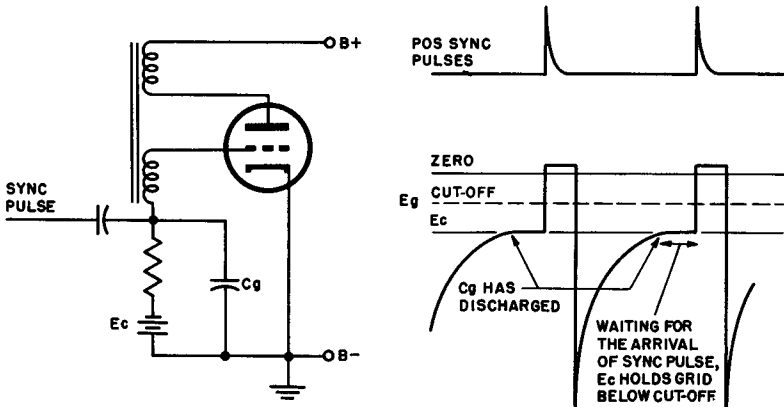 B+
SYNC
PULSE
Cg
Ec
B-
POS SYNC
PULSES
ZERO
Eg
CUT-OFF
Ec
Cg HAS
DISCHARGED
WAITING FOR
THE ARRIVAL
OF SYNC PULSE,
Ec HOLDS GRID
BELOW CUT-OFF